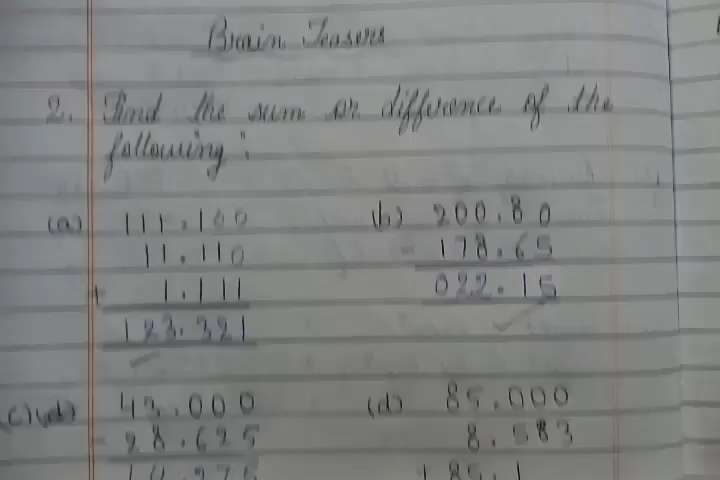 Brain Teasers
2. Find the sum or difference of the
following:
(a) 111.100 (b) 200.80
11.110 - 178.65
+ 1.111 022.15
123.321
(c) 43.000 (d) 85.000
- 28.625 8.583